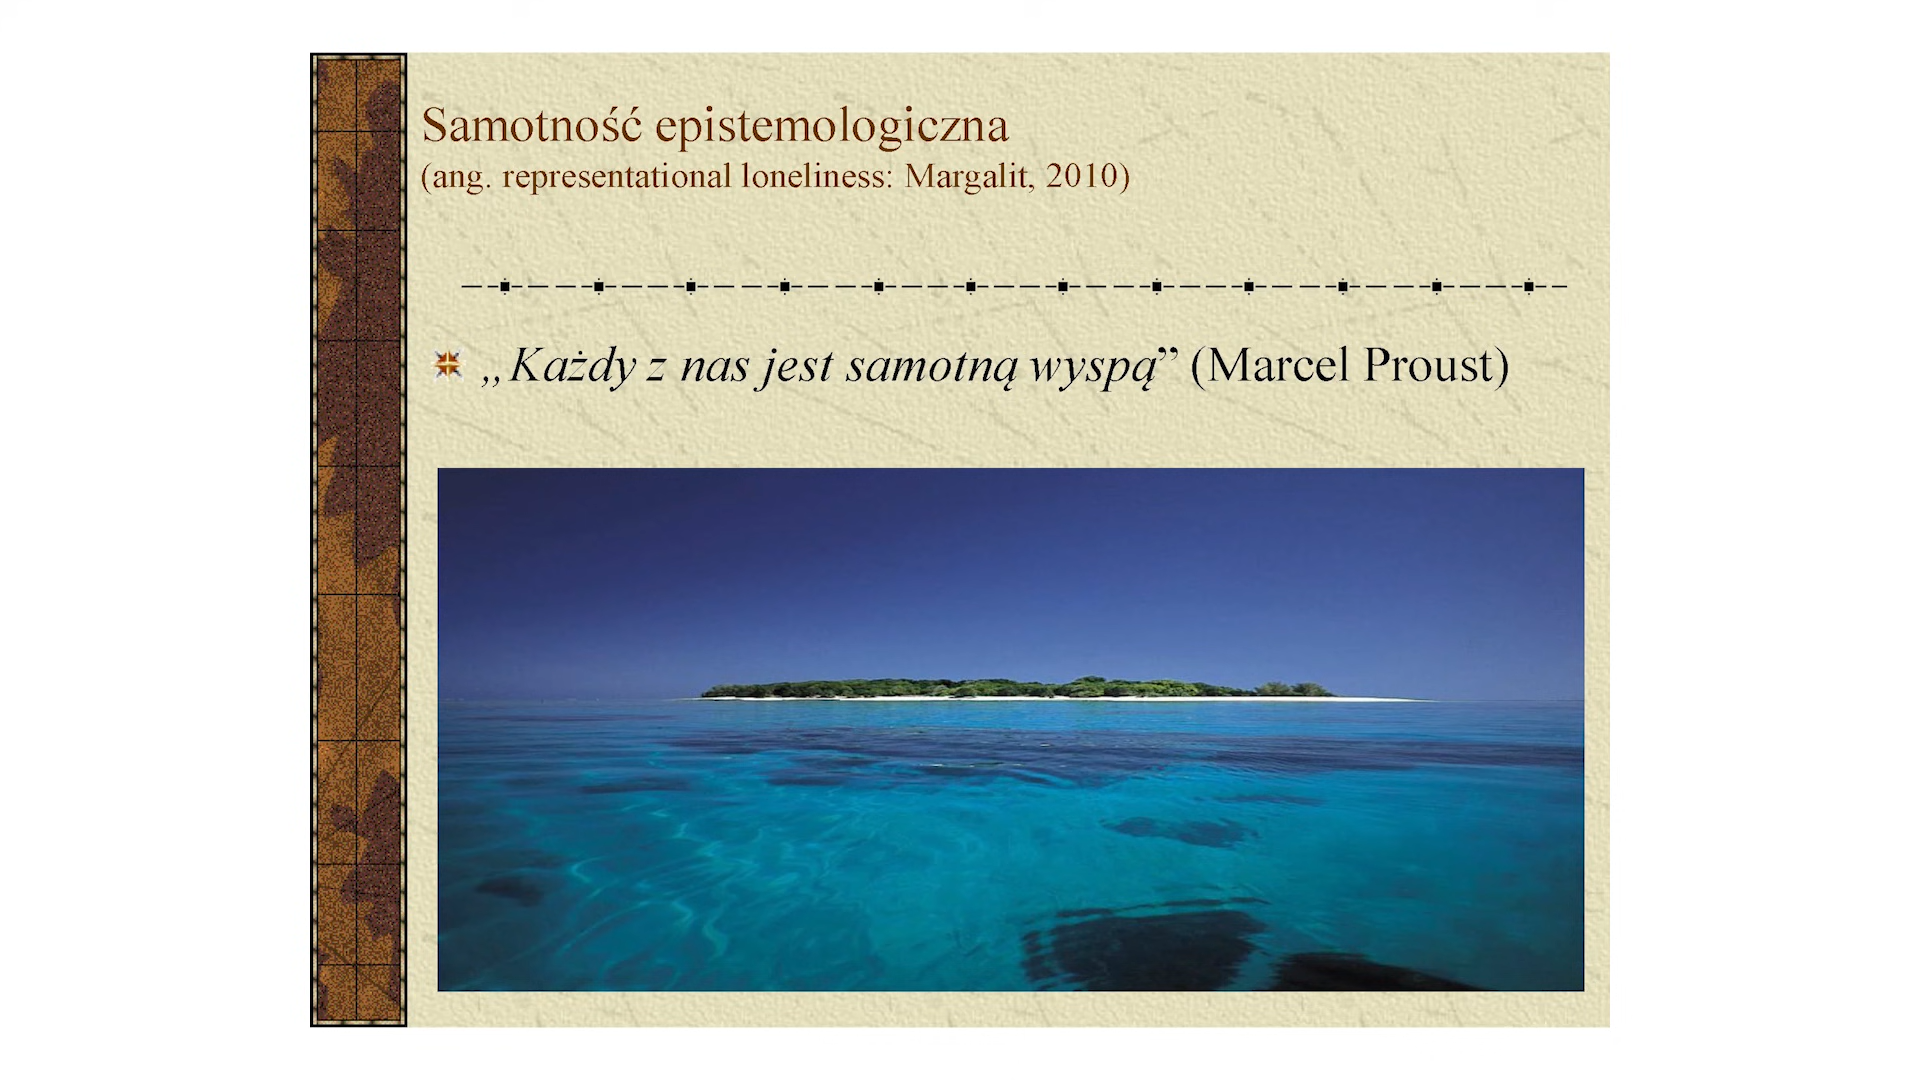 Samotność epistemologiczna
(ang. representational loneliness: Margalit, 2010)
„Każdy z nas jest samotną wyspą” (Marcel Proust)